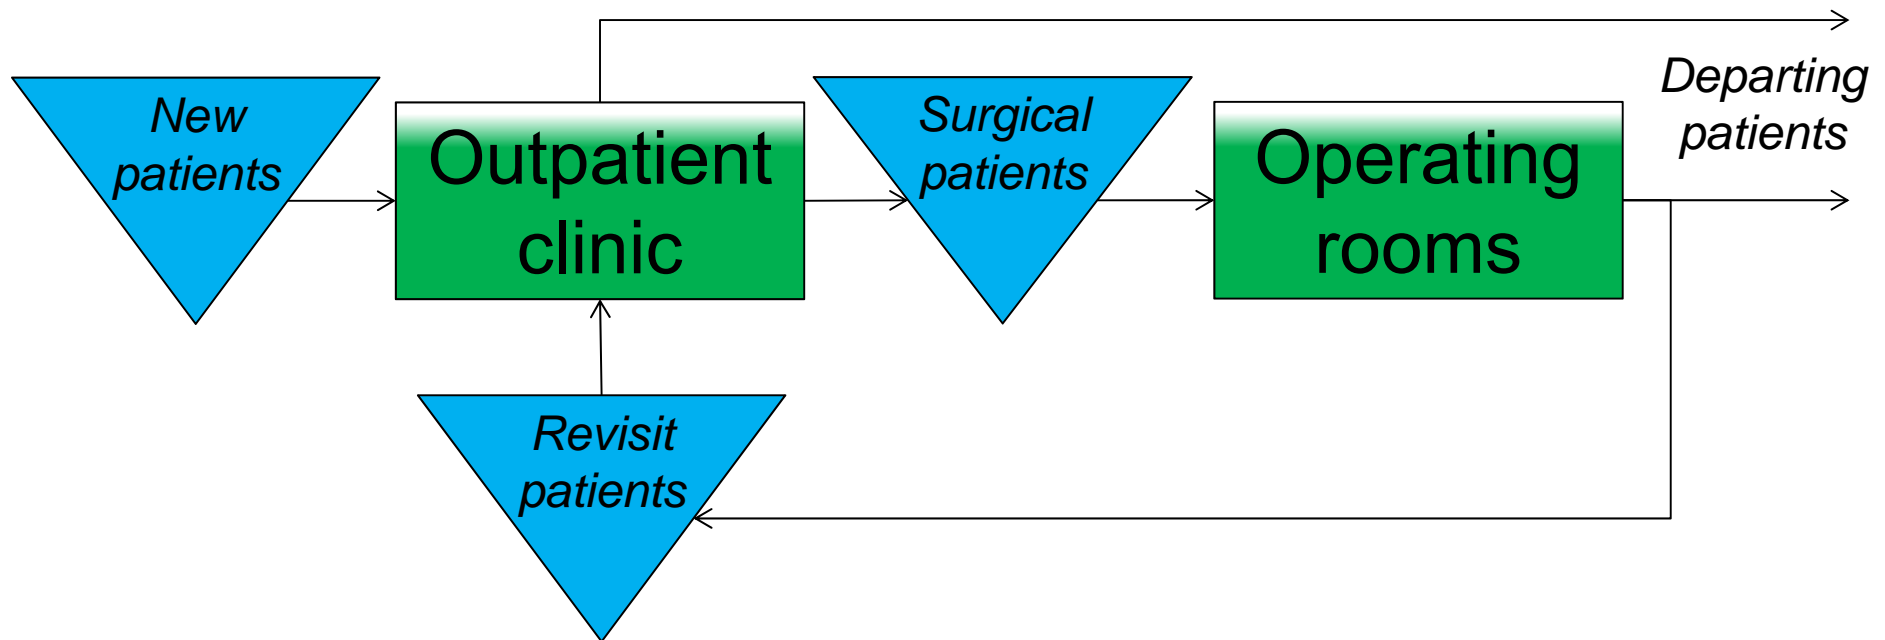 New
patients
Outpatient
clinic
Surgical
patients
Operating
rooms
Departing
patients
Revisit
patients